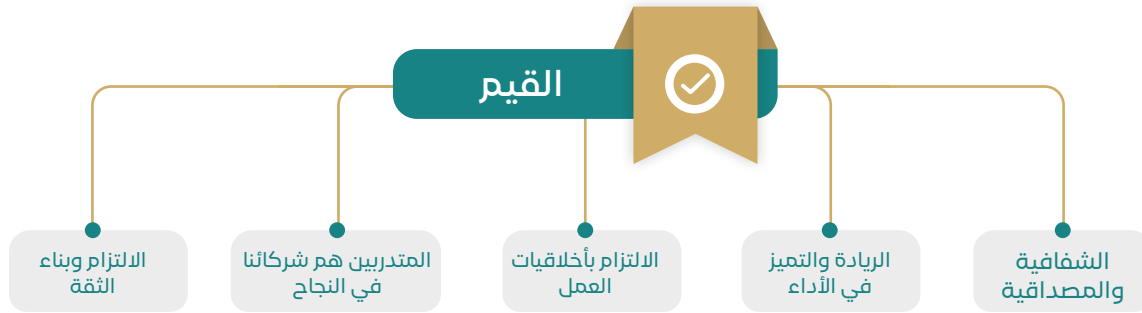 القيم
الشفافية
والمصداقية
الريادة والتميز
في الأداء
الالتزام بأخلاقيات
العمل
المتدربين هم شركائنا
في النجاح
الالتزام وبناء
الثقة